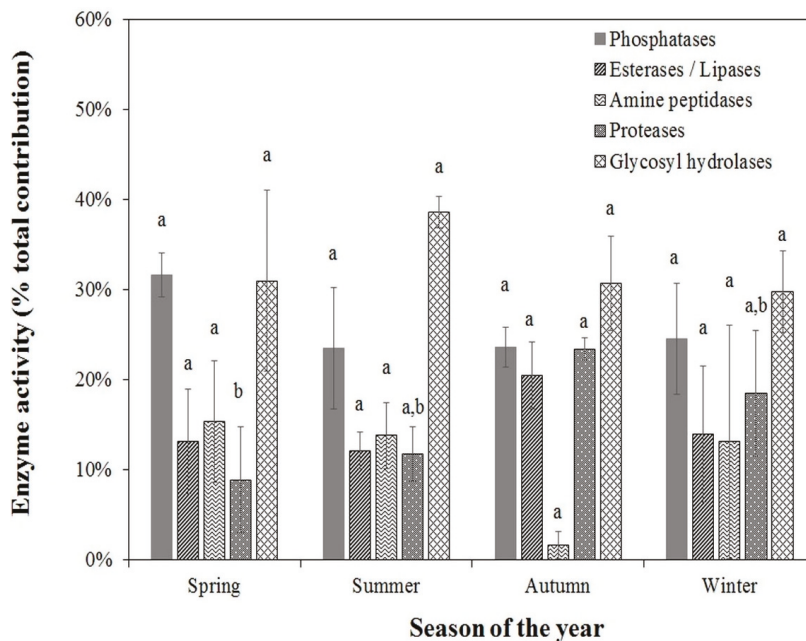 60%
Phosphatases
Esterases / Lipases
Amine peptidases
Proteases
Glycosyl hydrolases
50%
40%
30%
20%
10%
0%
Enzyme activity (% total contribution)
a
a
a
b
a
a
a
a
a,b
a
a
a
a
a
a
a
a
a
a,b
a
Spring
Summer
Autumn
Winter
Season of the year